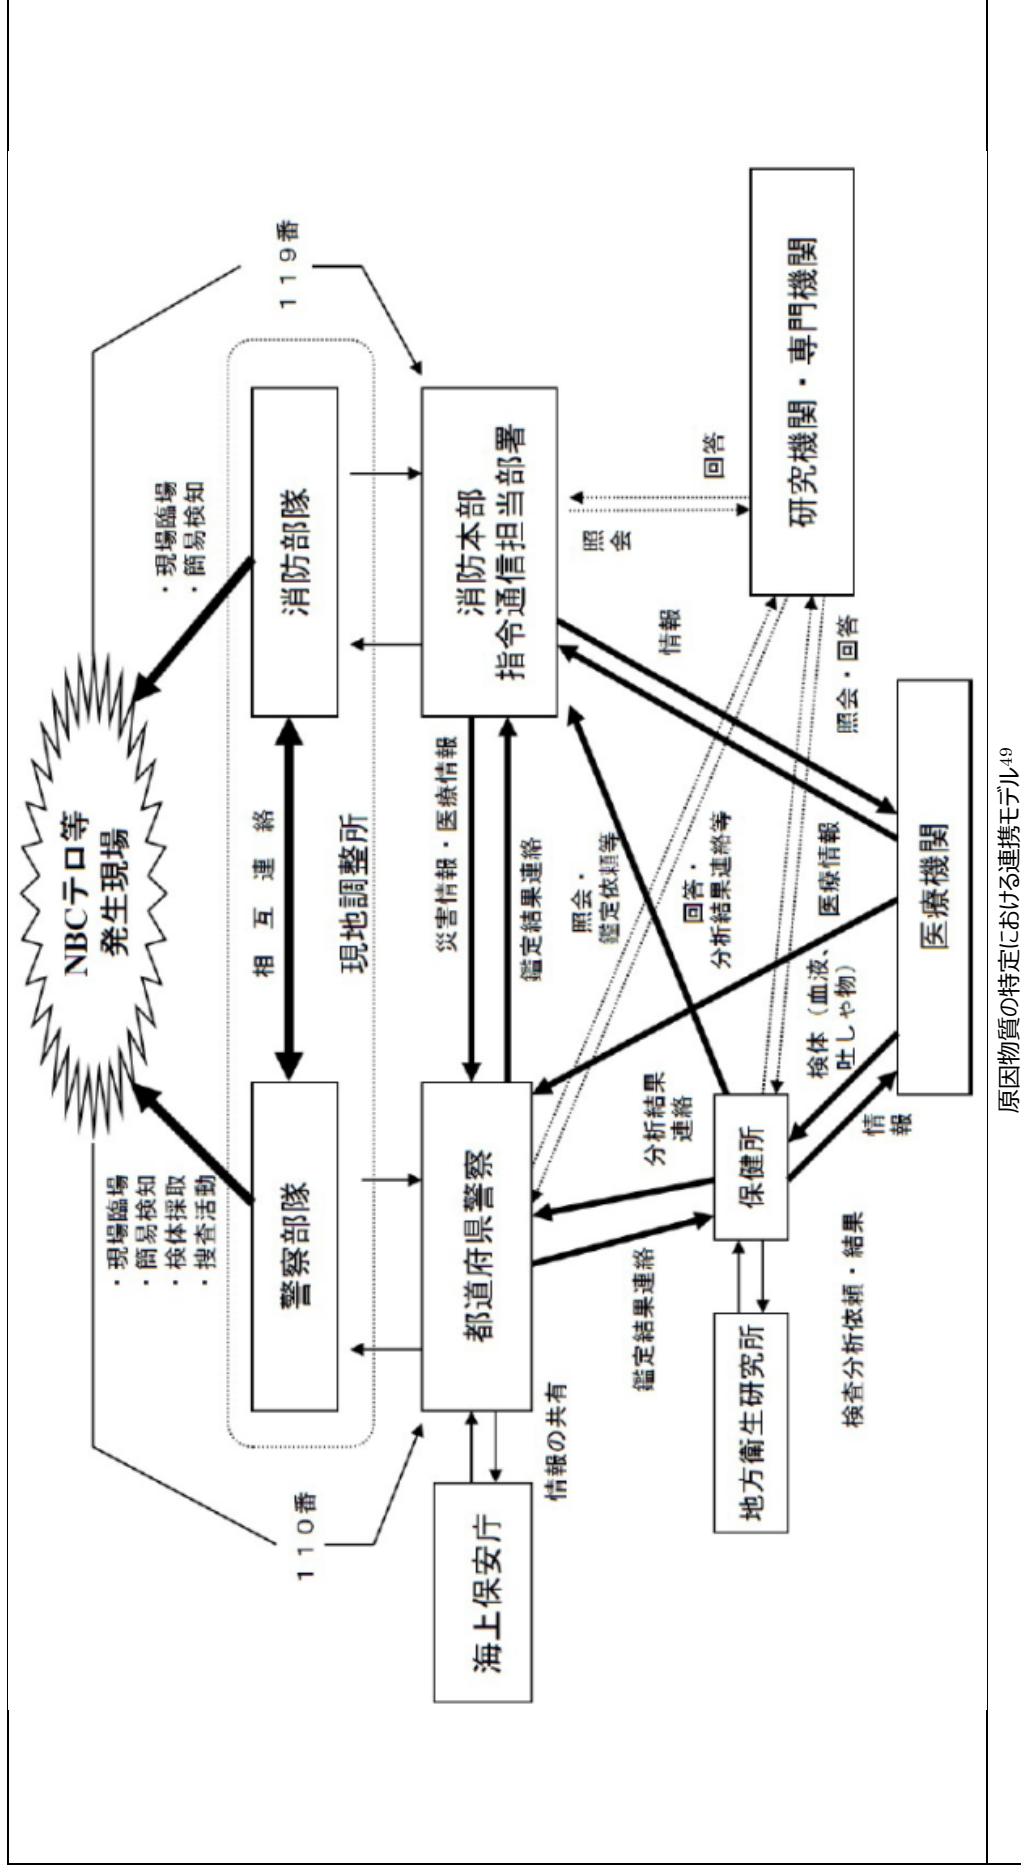 NBCテロ等
発生現場
・現場臨場
・簡易検知
・検体採取
・捜査活動
・現場臨場
・簡易検知
110番
119番
警察部隊
相互連絡
消防部隊
現地調整所
海上保安庁
情報の共有
都道府県警察
災害情報・医療情報
鑑定結果連絡
消防本部
指令通信担当部署
照会・
鑑定依頼等
照
会
回答
鑑定結果連絡
分析結果
連絡
回答・
分析結果連絡等
情報
地方衛生研究所
保健所
研究機関・専門機関
検体(血液、
吐しゃ物)
医療情報
照会・回答
検査分析依頼・結果
情
報
医療機関
原因物質の特定における連携モデル49